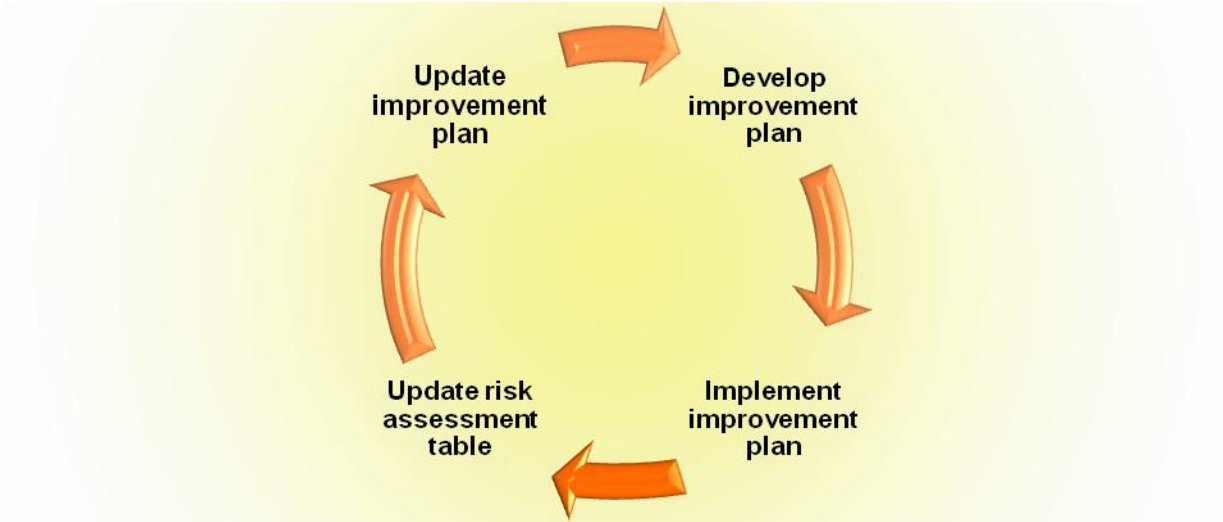 Update
improvement
plan
Develop
improvement
plan
Implement
improvement
plan
Update risk
assessment
table